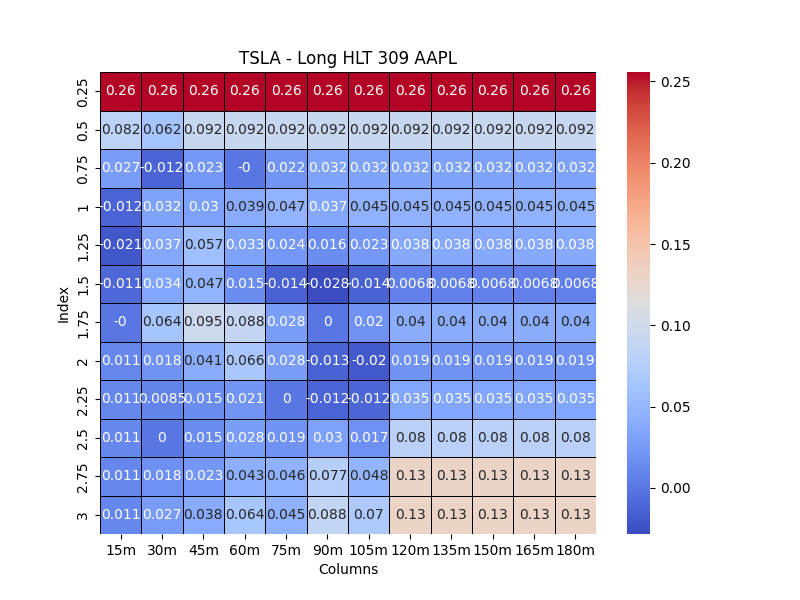 TSLA - Long HLT 309 AAPL
0.25 0.26 0.26 0.26 0.26 0.26 0.26 0.26 0.26 0.26 0.26 0.26 0.26
0.5 0.082 0.062 0.092 0.092 0.092 0.092 0.092 0.092 0.092 0.092 0.092 0.092
0.75 0.027 -0.012 0.023 -0 0.022 0.032 0.032 0.032 0.032 0.032 0.032 0.032
1 -0.012 0.032 0.03 0.039 0.047 0.037 0.045 0.045 0.045 0.045 0.045 0.045
1.25 -0.021 0.037 0.057 0.033 0.024 0.016 0.023 0.038 0.038 0.038 0.038 0.038
1.5 -0.011 0.034 0.047 0.015 -0.014 -0.028 -0.014 0.0068 0.0068 0.0068 0.0068 0.0068
1.75 -0 0.064 0.095 0.088 0.028 0 0.02 0.04 0.04 0.04 0.04 0.04
2 0.011 0.018 0.041 0.066 0.028 -0.013 -0.02 0.019 0.019 0.019 0.019 0.019
2.25 0.011 0.0085 0.015 0.021 0 -0.012 -0.012 0.035 0.035 0.035 0.035 0.035
2.5 0.011 0 0.015 0.028 0.019 0.03 0.017 0.08 0.08 0.08 0.08 0.08
2.75 0.011 0.018 0.023 0.043 0.046 0.077 0.048 0.13 0.13 0.13 0.13 0.13
3 0.011 0.027 0.038 0.064 0.045 0.088 0.07 0.13 0.13 0.13 0.13 0.13
15m 30m 45m 60m 75m 90m 105m 120m 135m 150m 165m 180m
Columns
Index
0.25
0.20
0.15
0.10
0.05
0.00